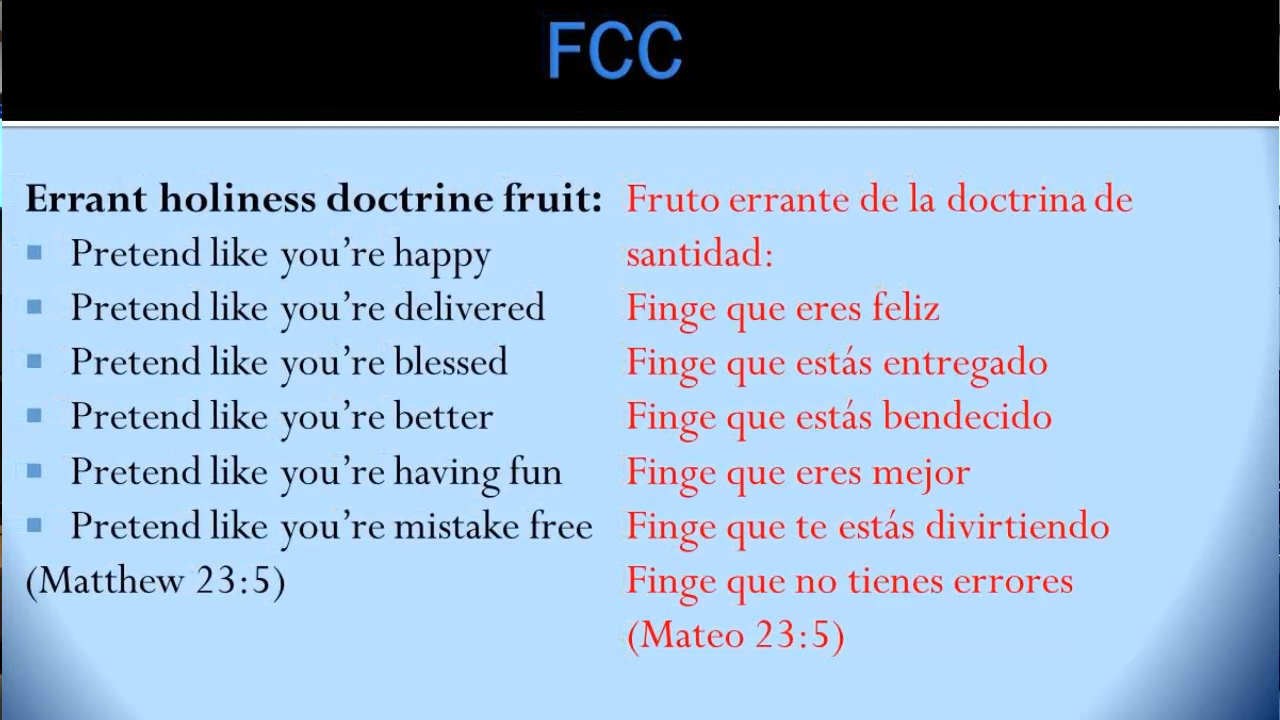 FCC
Errant holiness doctrine fruit:
Pretend like you’re happy
Pretend like you’re delivered
Pretend like you’re blessed
Pretend like you’re better
Pretend like you’re having fun
Pretend like you’re mistake free
(Matthew 23:5)
Fruto errante de la doctrina de
santidad:
Finge que eres feliz
Finge que estás entregado
Finge que estás bendecido
Finge que eres mejor
Finge que te estás divirtiendo
Finge que no tienes errores
(Mateo 23:5)